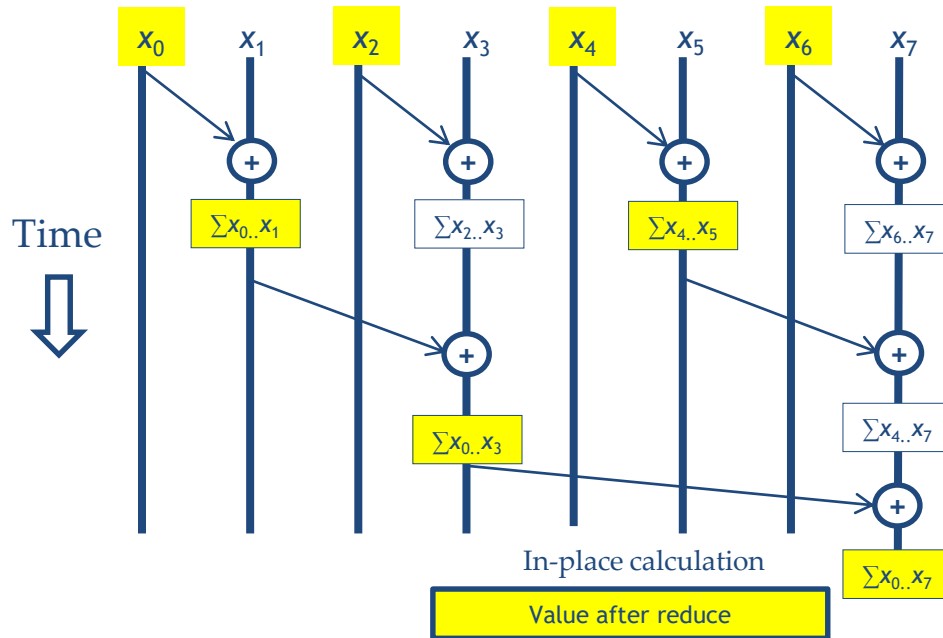 x₀ x₁ x₂ x₃ x₄ x₅ x₆ x₇
+ + + +
∑x₀..x₁ ∑x₂..x₃ ∑x₄..x₅ ∑x₆..x₇
Time
+ +
∑x₀..x₃ ∑x₄..x₇
+
In-place calculation
∑x₀..x₇
Value after reduce